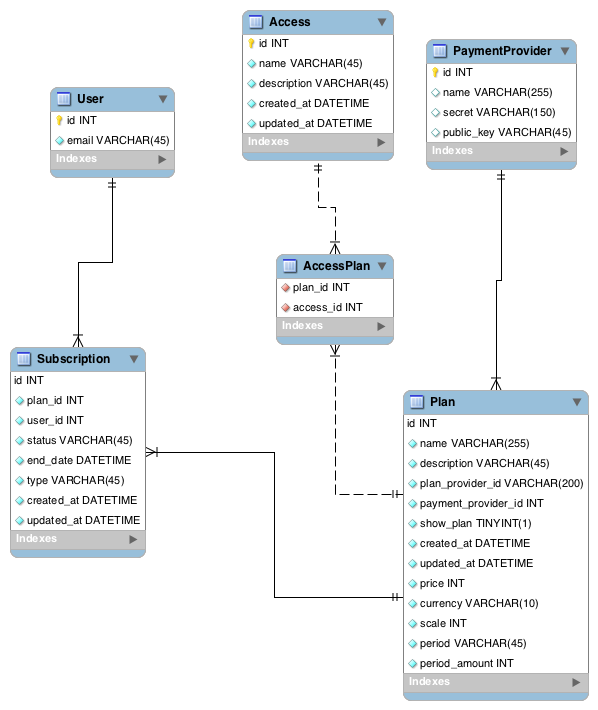 Access
id INT
name VARCHAR(45)
description VARCHAR(45)
created_at DATETIME
updated_at DATETIME
Indexes
PaymentProvider
id INT
name VARCHAR(255)
secret VARCHAR(150)
public_key VARCHAR(45)
Indexes
User
id INT
email VARCHAR(45)
Indexes
AccessPlan
plan_id INT
access_id INT
Indexes
Subscription
id INT
plan_id INT
user_id INT
status VARCHAR(45)
end_date DATETIME
type VARCHAR(45)
created_at DATETIME
updated_at DATETIME
Indexes
Plan
id INT
name VARCHAR(255)
description VARCHAR(45)
plan_provider_id VARCHAR(200)
payment_provider_id INT
show_plan TINYINT(1)
created_at DATETIME
updated_at DATETIME
price INT
currency VARCHAR(10)
scale INT
period VARCHAR(45)
period_amount INT
Indexes